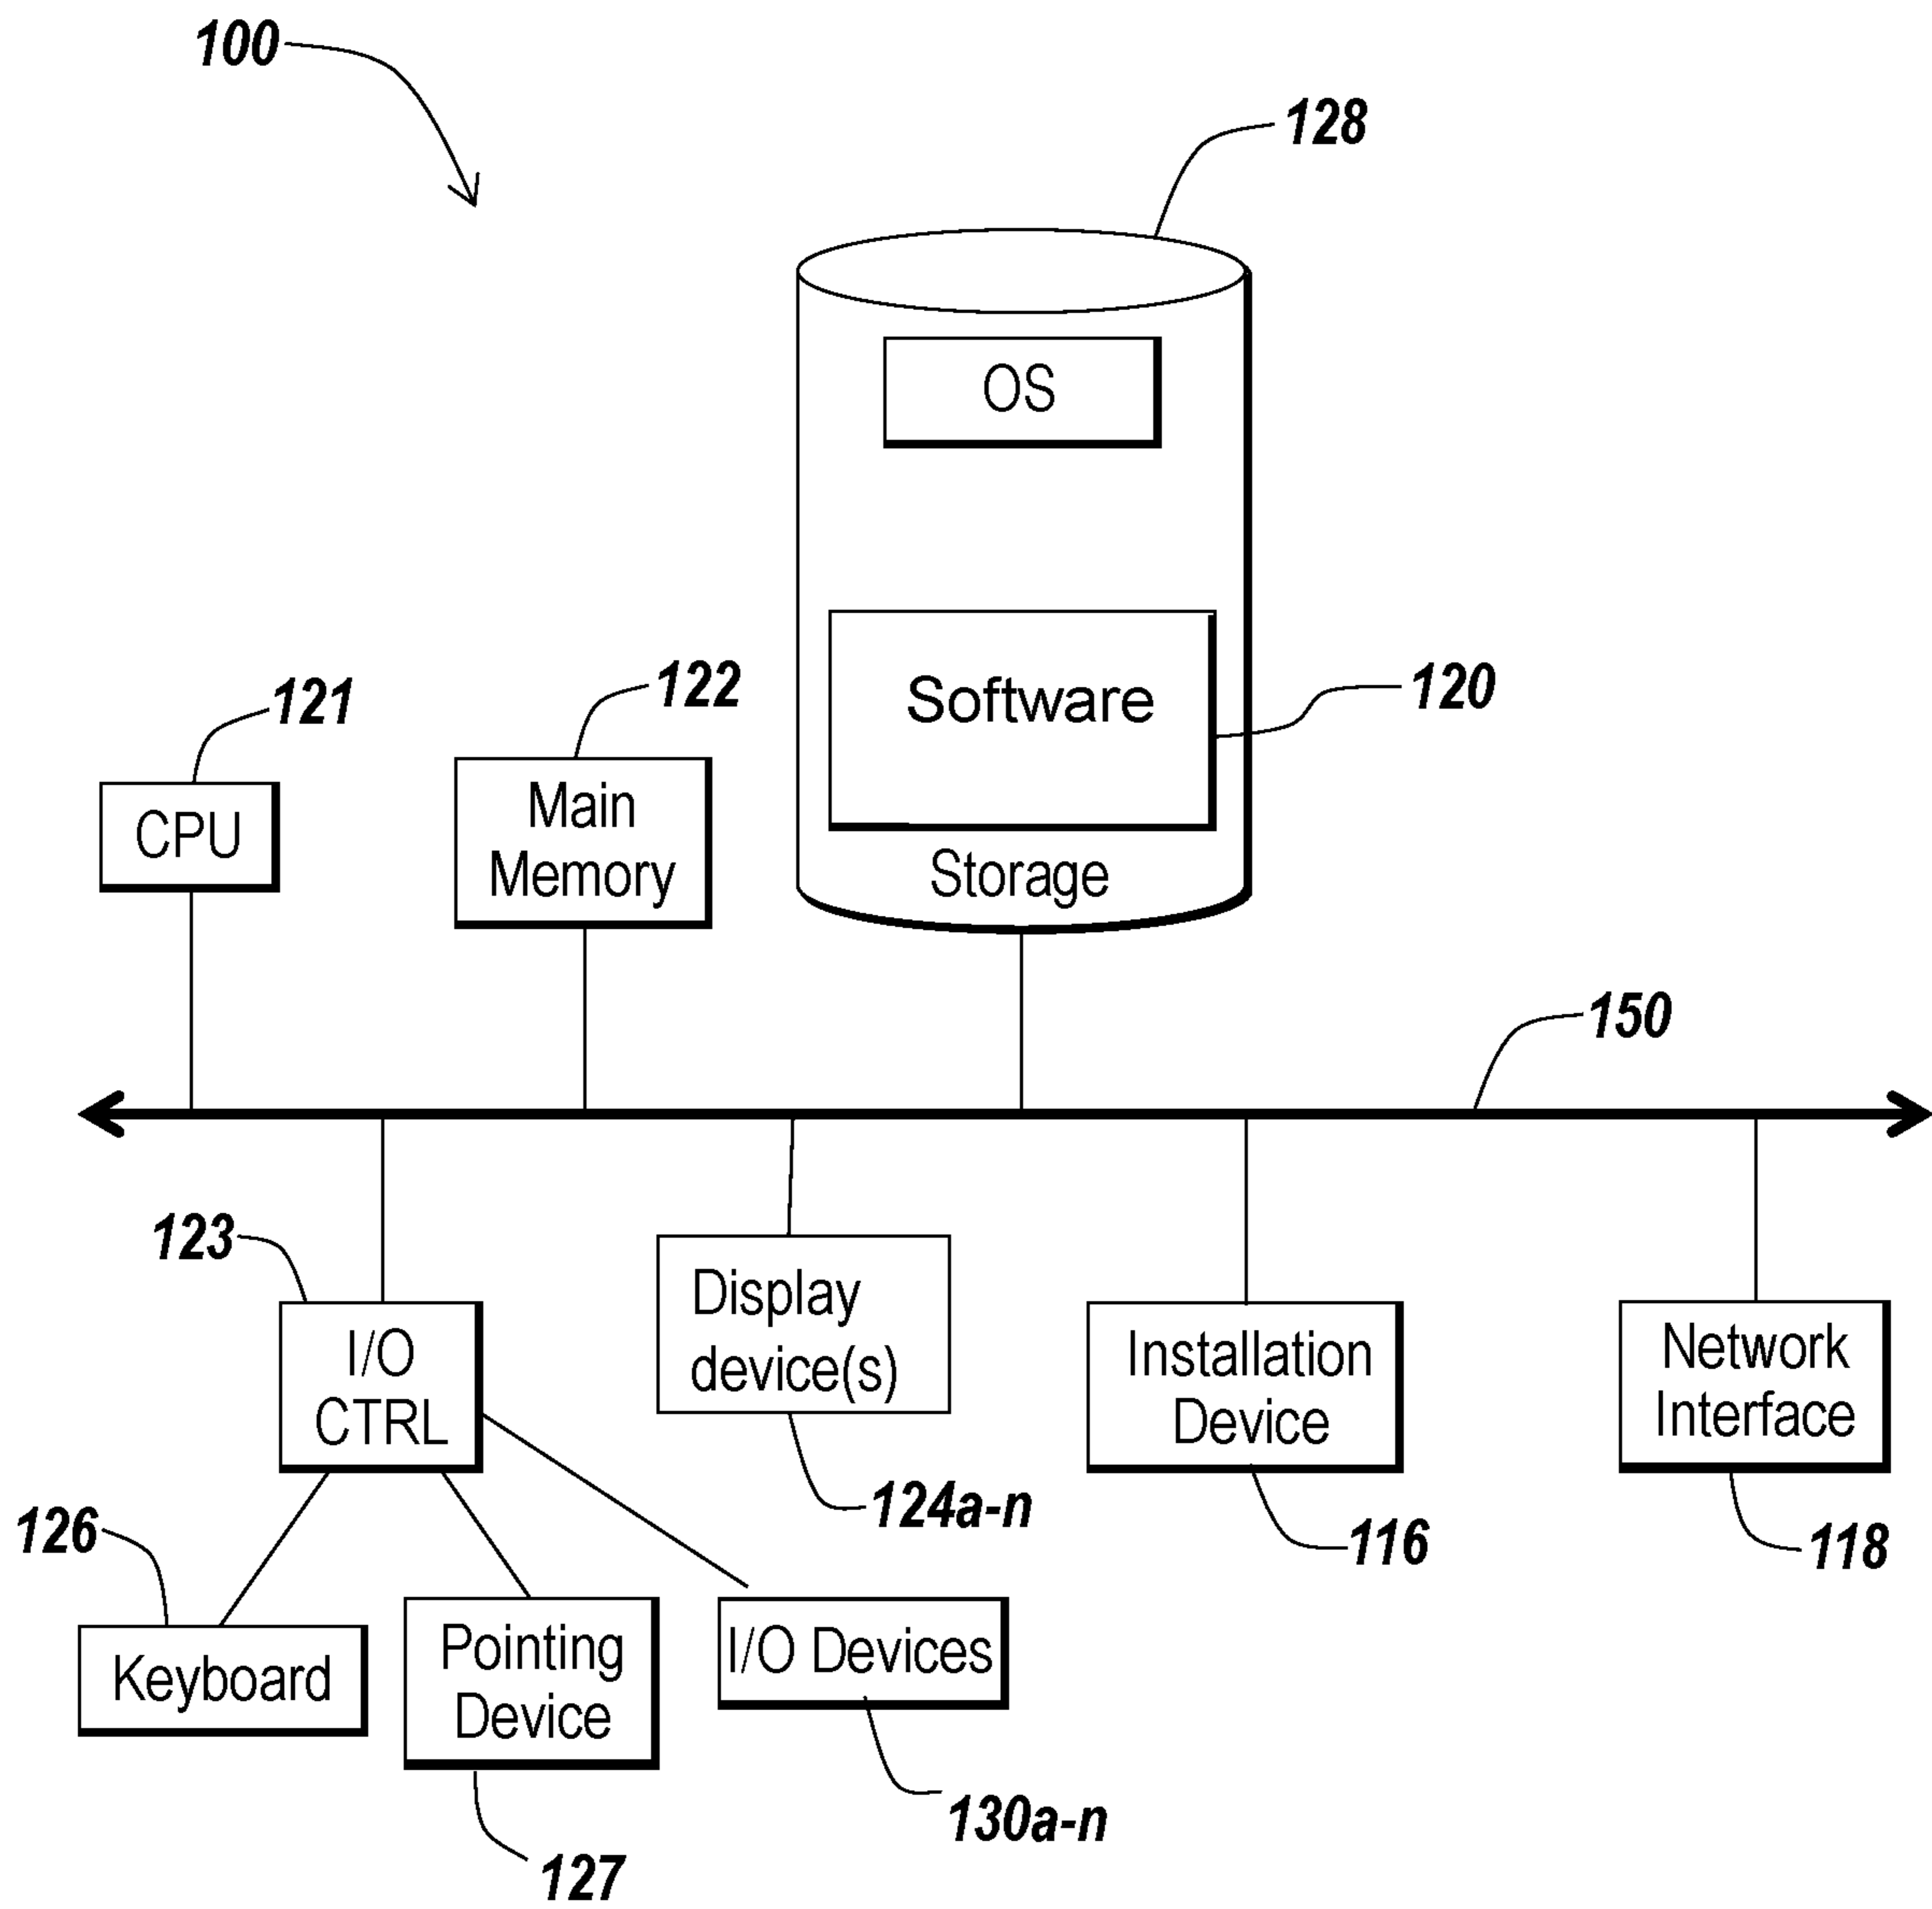 100
128
OS
121
122
Software
120
CPU
Main
Memory
Storage
150
123
I/O
CTRL
Display
device(s)
Installation
Device
Network
Interface
124a-n
116
118
126
Keyboard
Pointing
Device
I/O Devices
130a-n
127